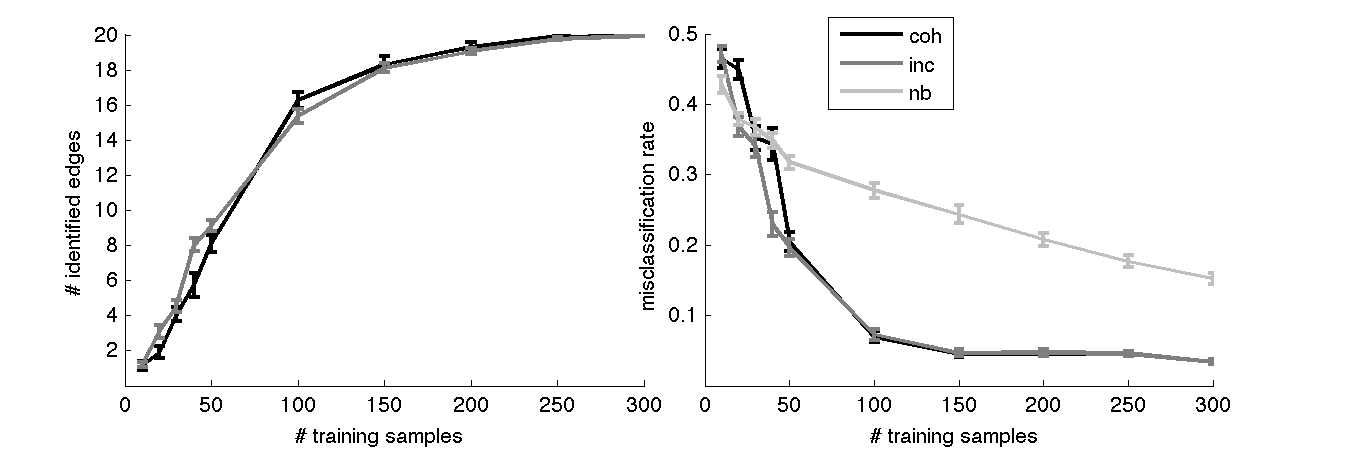 # identified edges
20
18
16
14
12
10
8
6
4
2
0 50 100 150 200 250 300
# training samples
misclassification rate
0.5
0.4
0.3
0.2
0.1
0 50 100 150 200 250 300
# training samples
coh
inc
nb